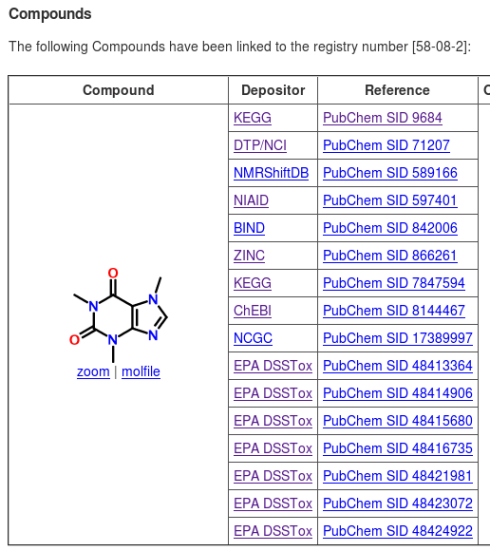 Compounds
The following Compounds have been linked to the registry number [58-08-2]:
Compound Depositor Reference C
KEGG PubChem SID 9684
DTP/NCI PubChem SID 71207
NMRShiftDB PubChem SID 589166
NIAID PubChem SID 597401
BIND PubChem SID 842006
ZINC PubChem SID 866261
KEGG PubChem SID 7847594
ChEBI PubChem SID 8144467
NCGC PubChem SID 17389997
EPA DSSTox PubChem SID 48413364
EPA DSSTox PubChem SID 48414906
EPA DSSTox PubChem SID 48415680
EPA DSSTox PubChem SID 48416735
EPA DSSTox PubChem SID 48421981
EPA DSSTox PubChem SID 48423072
EPA DSSTox PubChem SID 48424922
O
N N
O N N
zoom | molfile